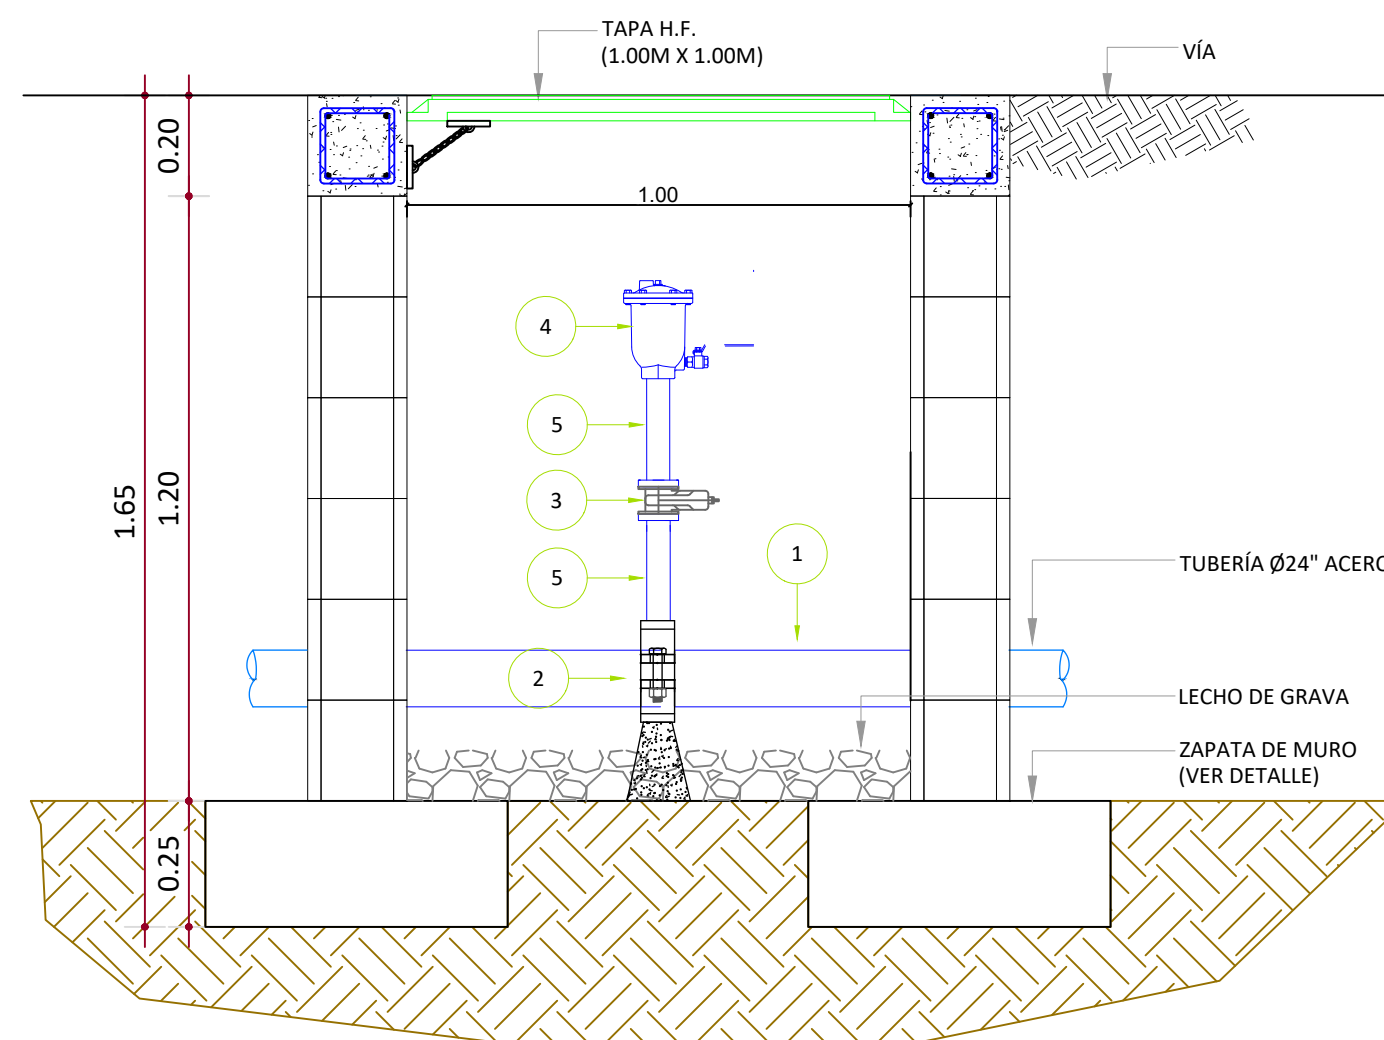 TAPA H.F.
(1.00M X 1.00M)
VÍA
0.20
1.00
4
5
3
1.65
1.20
1
5
TUBERÍA Ø24" ACERO
2
LECHO DE GRAVA
ZAPATA DE MURO
(VER DETALLE)
0.25